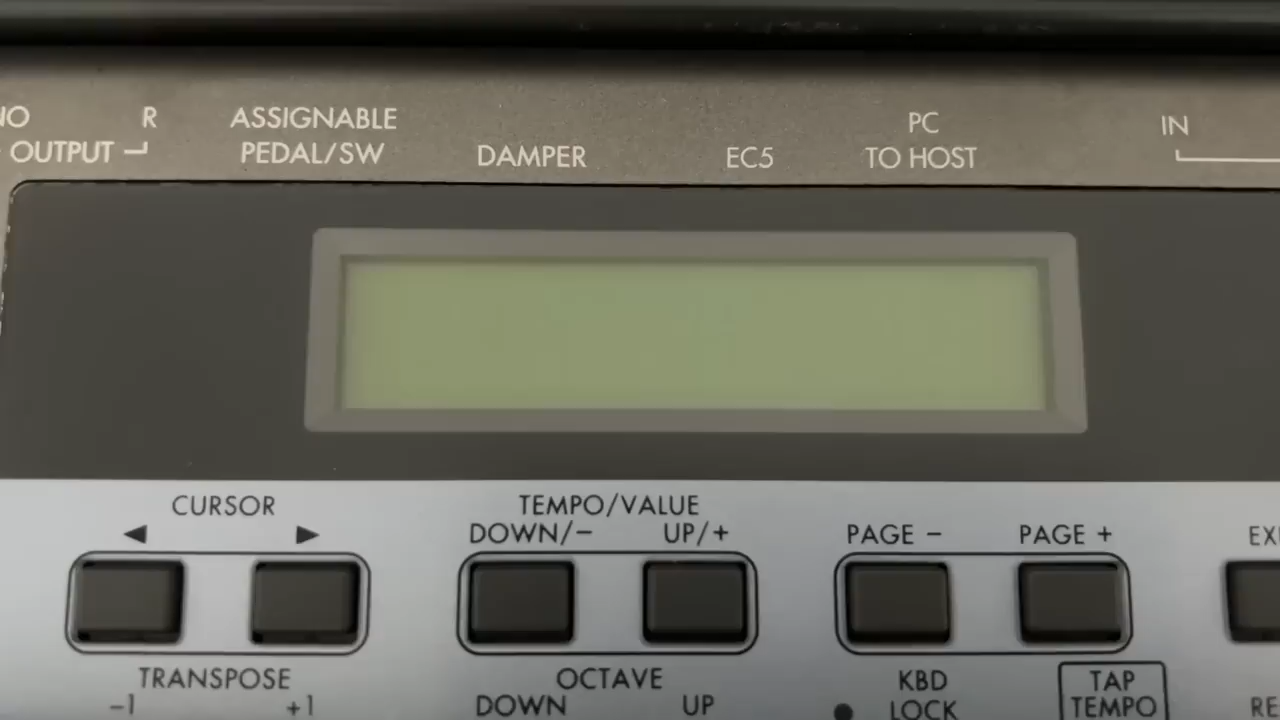 NO R
OUTPUT
ASSIGNABLE
PEDAL/SW
DAMPER
EC5
PC
TO HOST
IN
CURSOR
◀ ▶
TEMPO/VALUE
DOWN/− UP/+
PAGE − PAGE +
TRANSPOSE
−1 +1
OCTAVE
DOWN UP
KBD
LOCK
TAP
TEMPO